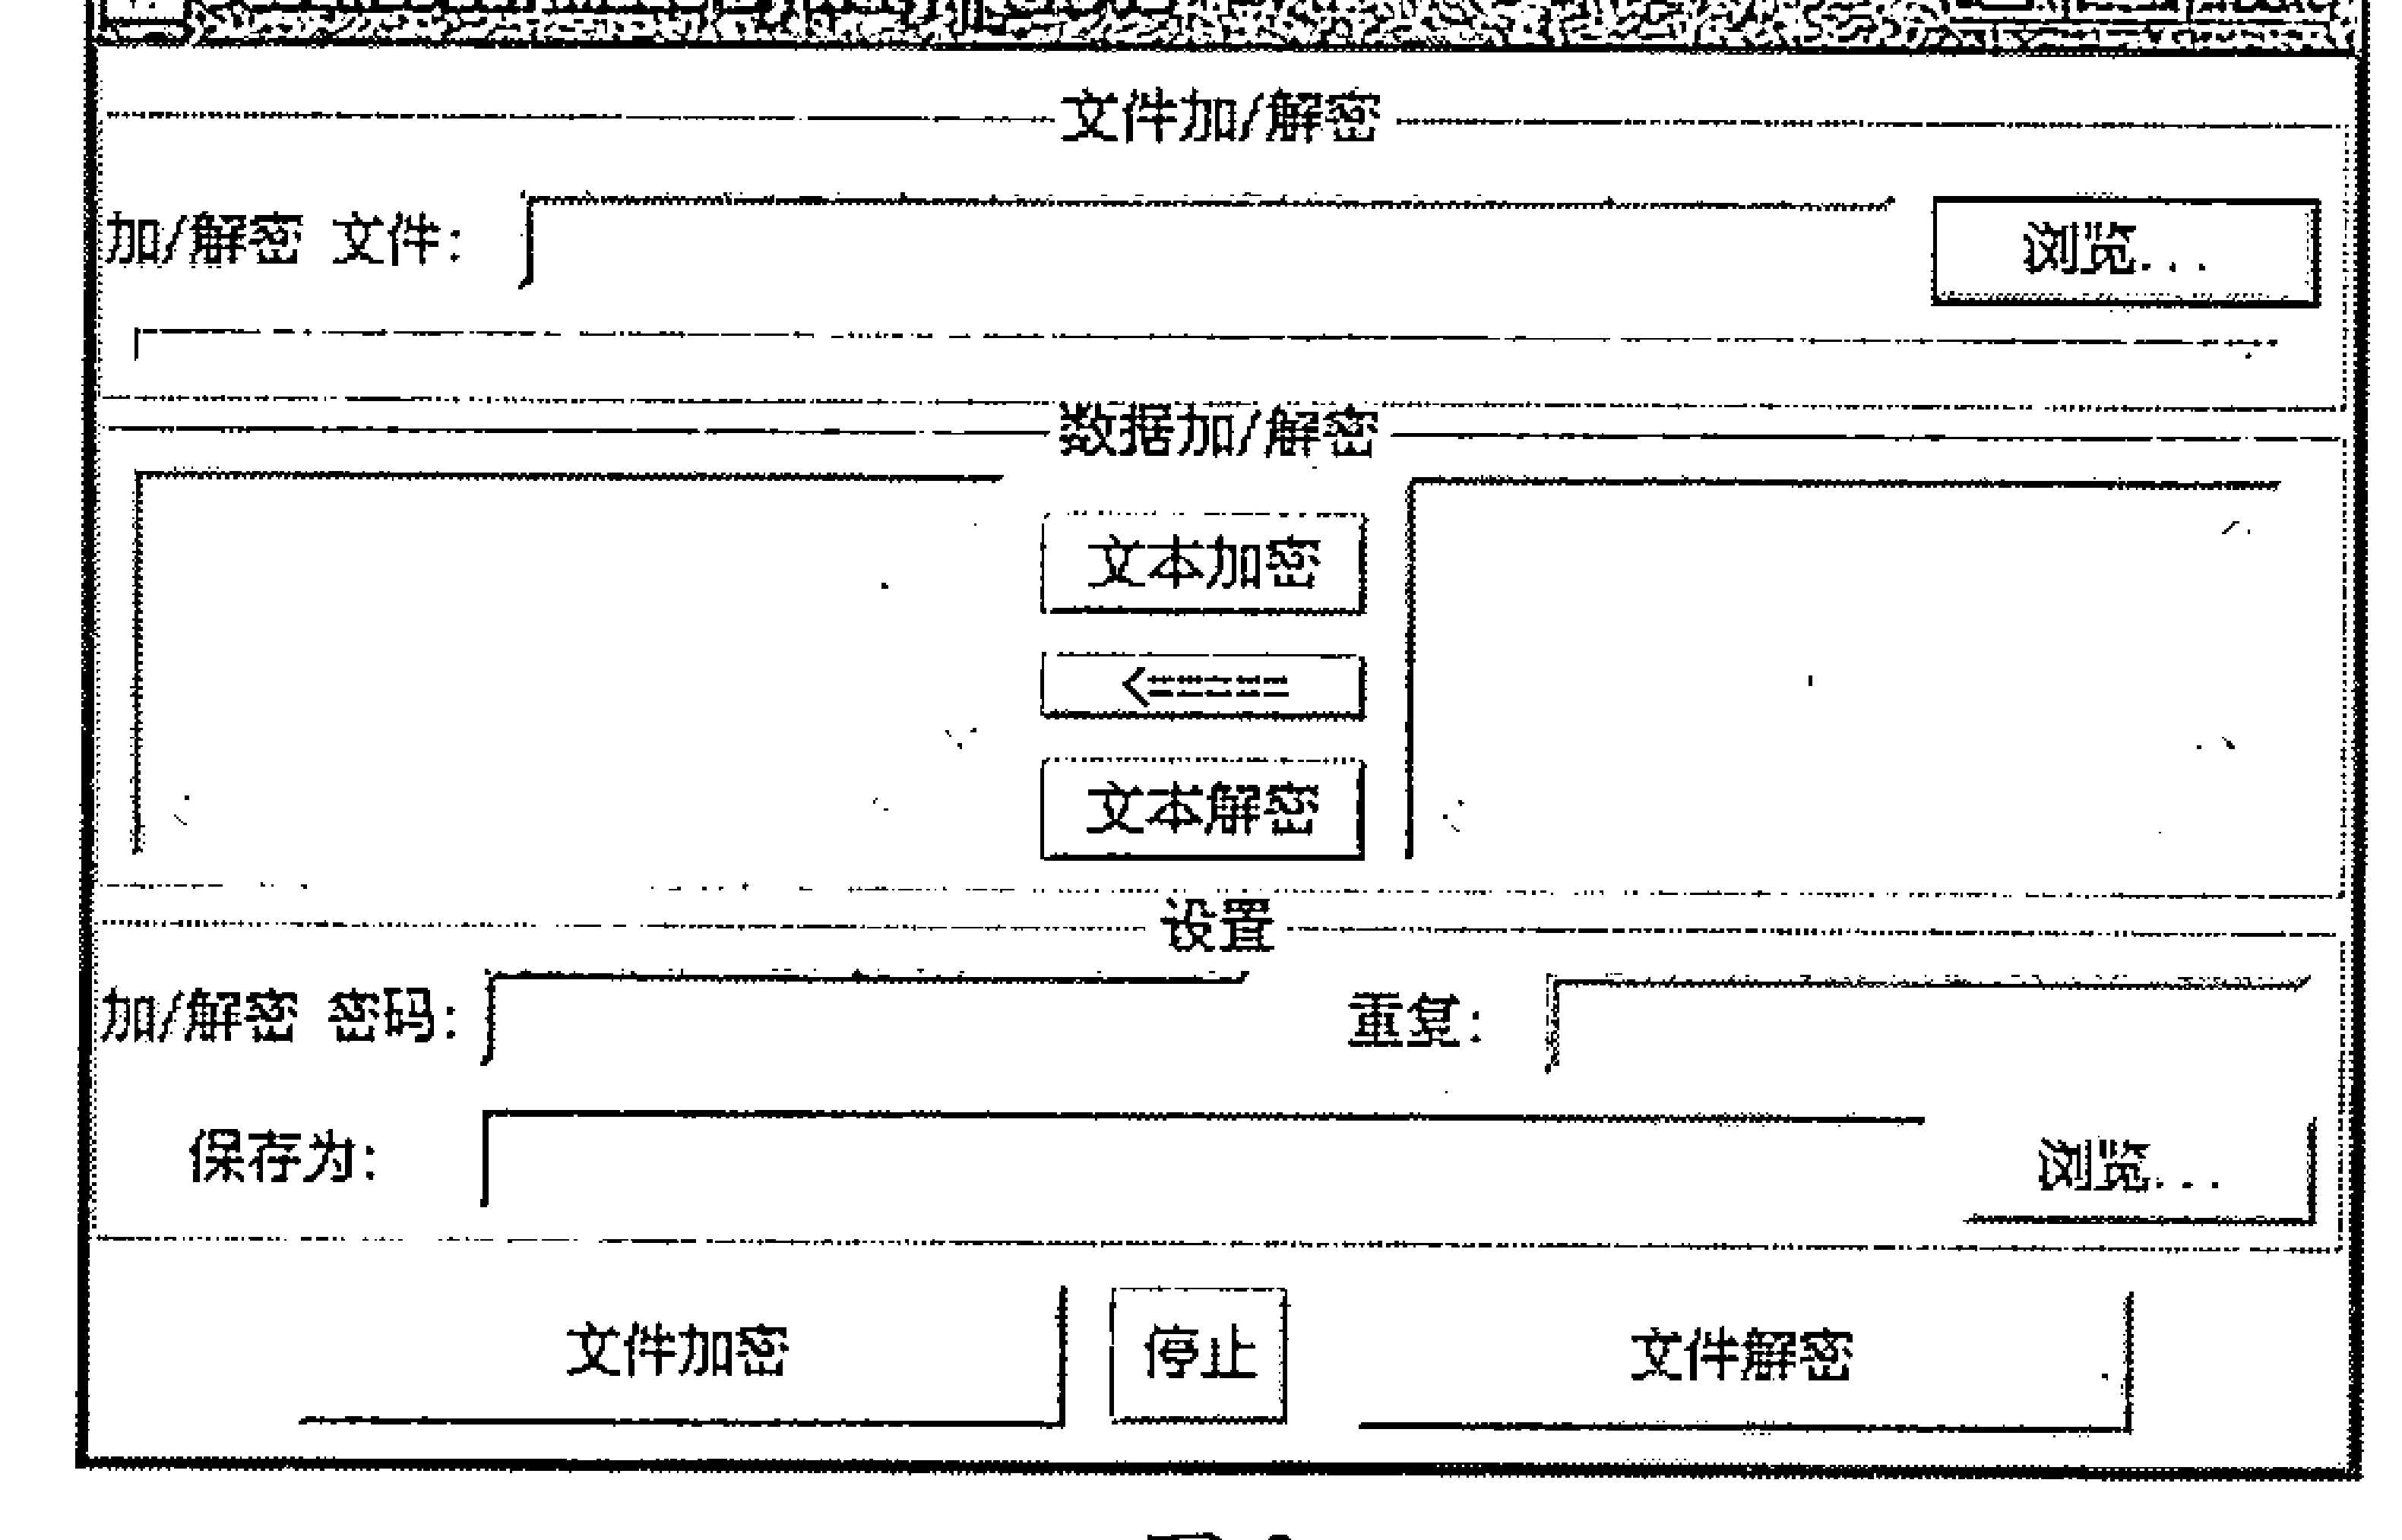 文件加/解密
加/解密 文件: 浏览...
数据加/解密
文本加密
<=====
文本解密
设置
加/解密 密码: 重复:
保存为: 浏览...
文件加密 停止 文件解密